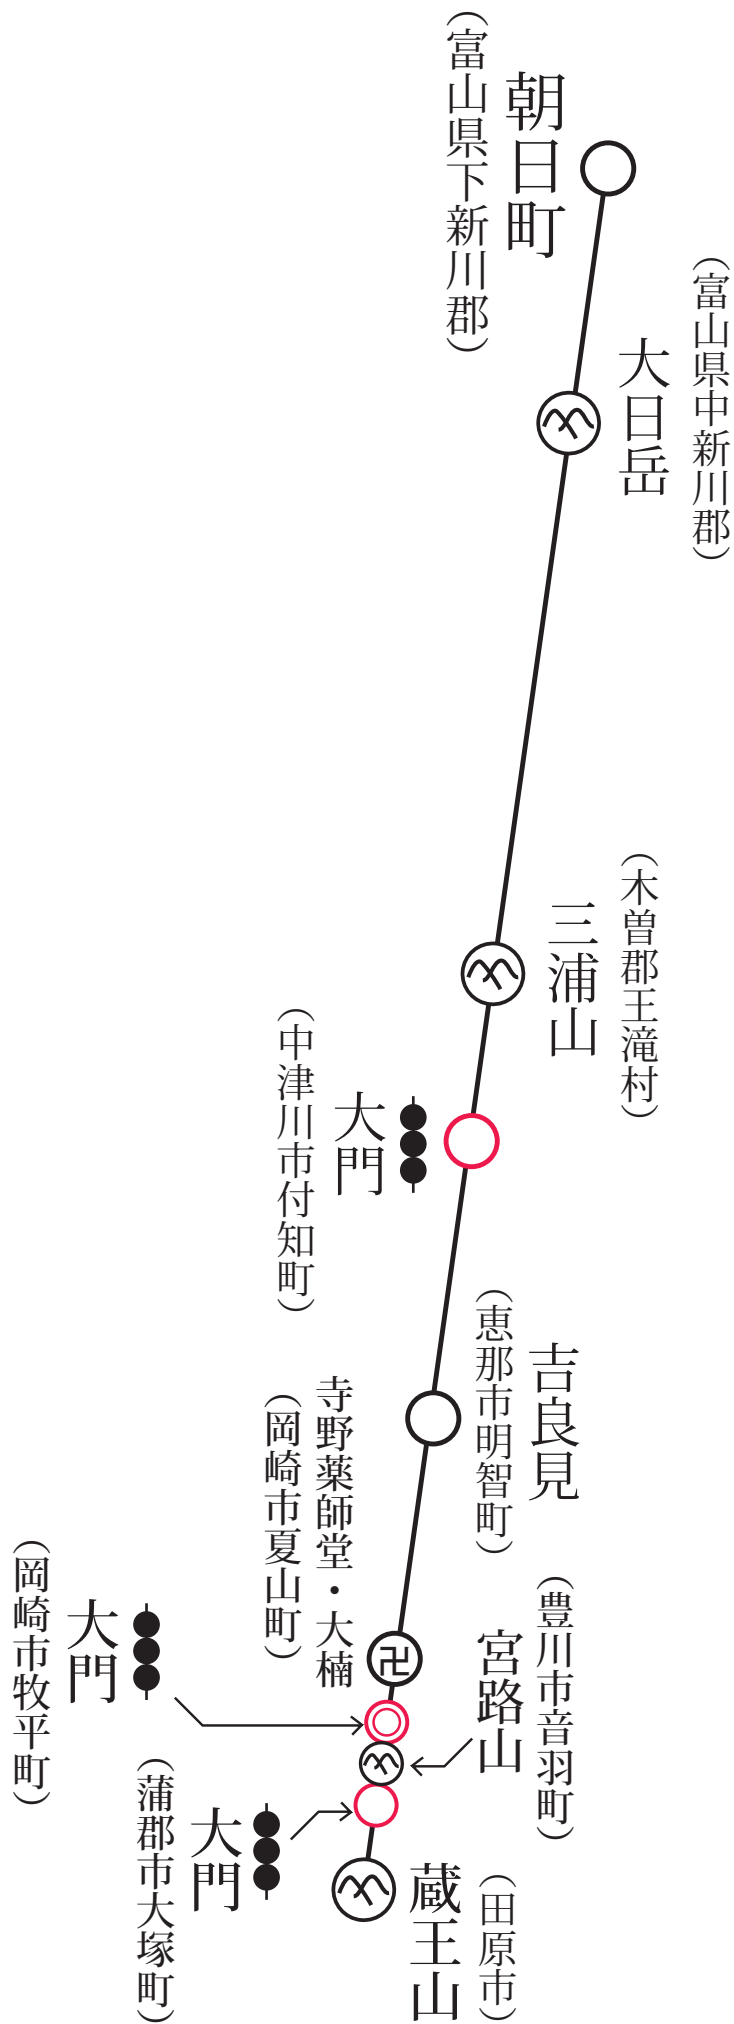 朝日町
（富山県下新川郡）
大日岳
（富山県中新川郡）
三浦山
（木曽郡王滝村）
大門
（中津川市付知町）
吉良見
（恵那市明智町）
寺野薬師堂・大楠
（岡崎市夏山町）
卍
大門
（岡崎市牧平町）
宮路山
（豊川市音羽町）
大門
（蒲郡市大塚町）
蔵王山
（田原市）